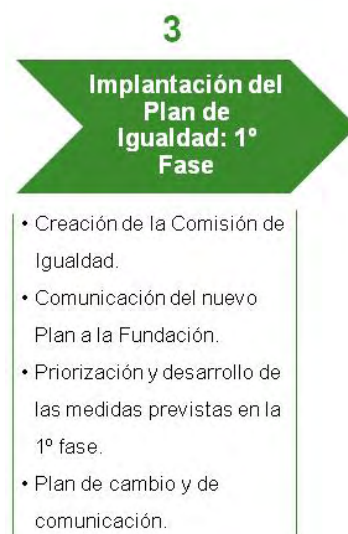 3
Implantación del
Plan de
Igualdad: 1º
Fase
• Creación de la Comisión de
Igualdad.
• Comunicación del nuevo
Plan a la Fundación.
• Priorización y desarrollo de
las medidas previstas en la
1º fase.
• Plan de cambio y de
comunicación.